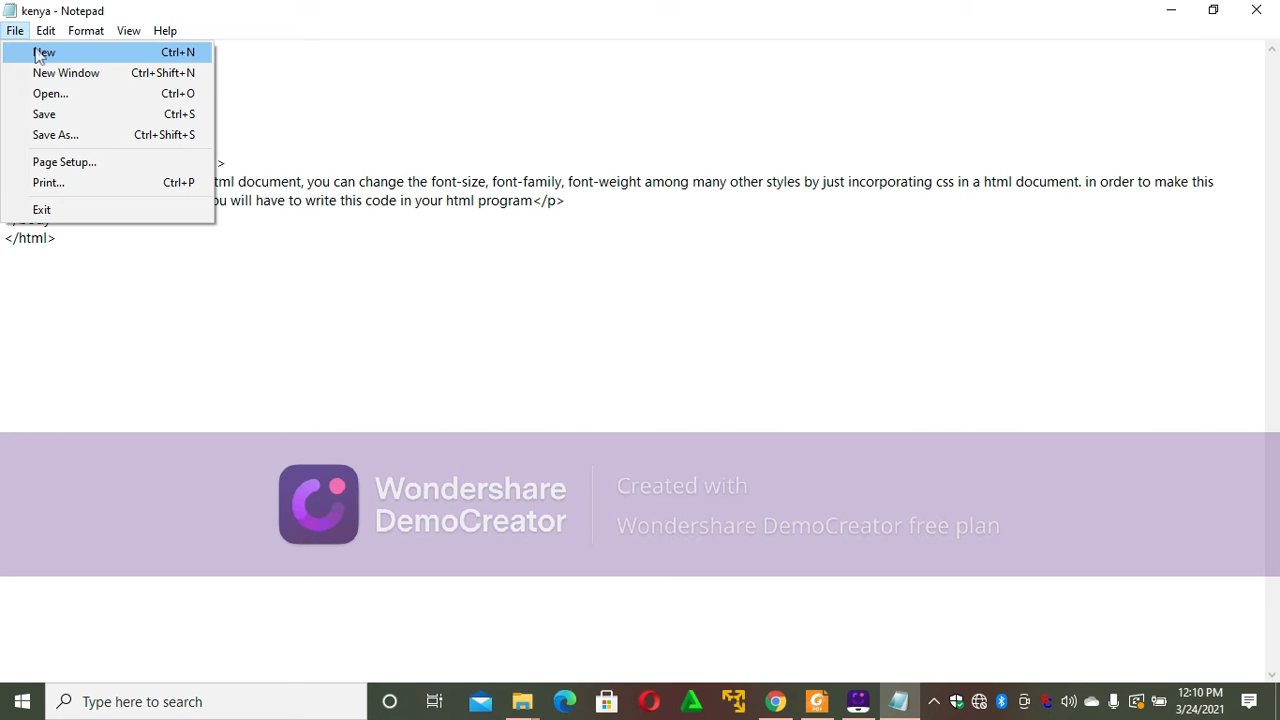 kenya - Notepad
File Edit Format View Help
New Ctrl+N
New Window Ctrl+Shift+N
Open... Ctrl+O
Save Ctrl+S
Save As... Ctrl+Shift+S
Page Setup...
Print... Ctrl+P
Exit
>
html document, you can change the font-size, font-family, font-weight among many other styles by just incorporating css in a html document. in order to make this
you will have to write this code in your html program</p>
</html>
Wondershare
DemoCreator
Created with
Wondershare DemoCreator free plan
Type here to search
12:10 PM
3/24/2021